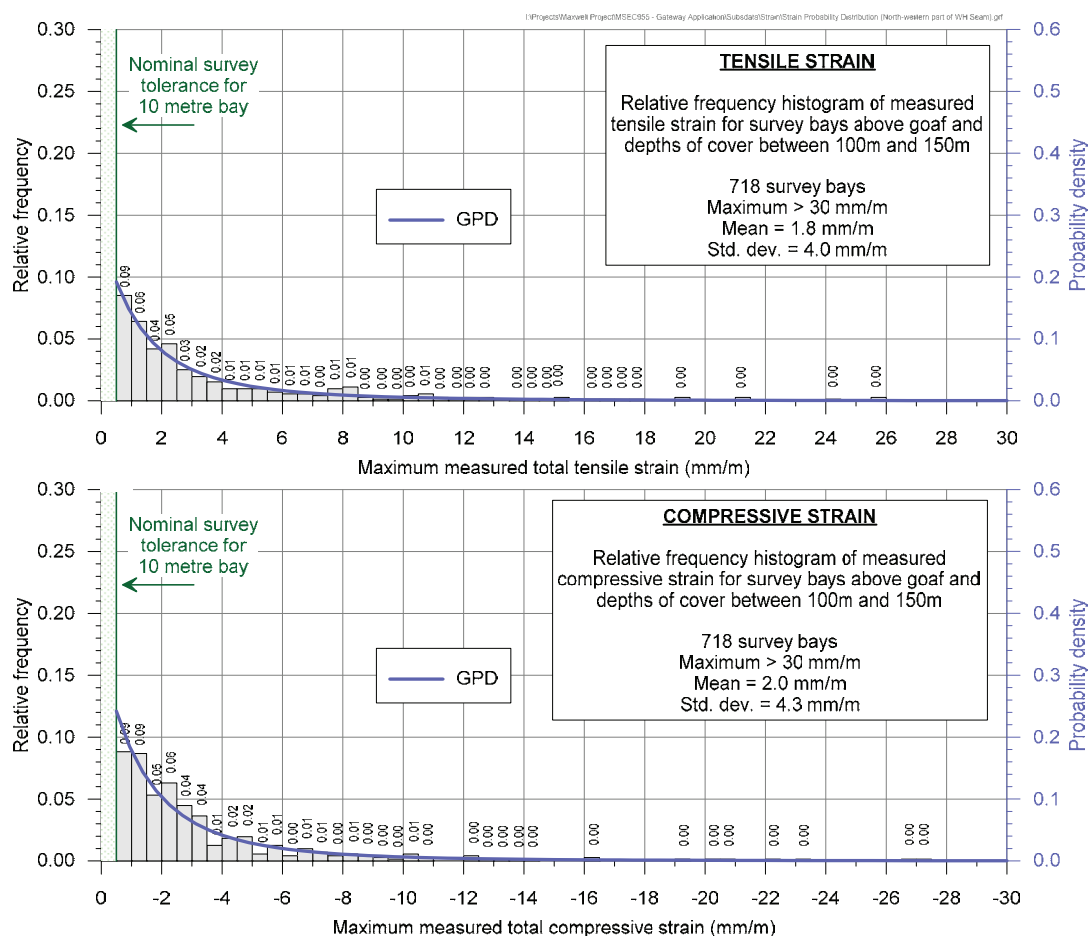 I:\Projects\Maxwell Project\MSEC955 - Gateway Application\Subsdata\Strain\Strain Probability Distribution (North-western part of WH Seam).grf
0.30
0.25
0.20
0.15
0.10
0.05
0.00
Relative frequency
Nominal survey
tolerance for
10 metre bay
TENSILE STRAIN
Relative frequency histogram of measured
tensile strain for survey bays above goaf and
depths of cover between 100m and 150m
718 survey bays
Maximum > 30 mm/m
Mean = 1.8 mm/m
Std. dev. = 4.0 mm/m
GPD
0.6
0.5
0.4
0.3
0.2
0.1
0.0
Probability density
0.09 0.06 0.04 0.05 0.03 0.02 0.02 0.01 0.01 0.01 0.01 0.01 0.01 0.00 0.01 0.01 0.00 0.00 0.00 0.00 0.01 0.00 0.00 0.00 0.00 0.00 0.00 0.00 0.00 0.00 0.00 0.00 0.00 0.00 0.00 0.00 0.00
0 2 4 6 8 10 12 14 16 18 20 22 24 26 28 30
Maximum measured total tensile strain (mm/m)
0.30
0.25
0.20
0.15
0.10
0.05
0.00
Relative frequency
Nominal survey
tolerance for
10 metre bay
COMPRESSIVE STRAIN
Relative frequency histogram of measured
compressive strain for survey bays above goaf and
depths of cover between 100m and 150m
718 survey bays
Maximum > 30 mm/m
Mean = 2.0 mm/m
Std. dev. = 4.3 mm/m
GPD
0.6
0.5
0.4
0.3
0.2
0.1
0.0
Probability density
0.09 0.09 0.05 0.06 0.04 0.04 0.01 0.02 0.02 0.01 0.01 0.00 0.01 0.01 0.00 0.01 0.00 0.00 0.00 0.01 0.00 0.00 0.00 0.00 0.00 0.00 0.00 0.00 0.00 0.00 0.00 0.00 0.00
0 -2 -4 -6 -8 -10 -12 -14 -16 -18 -20 -22 -24 -26 -28 -30
Maximum measured total compressive strain (mm/m)